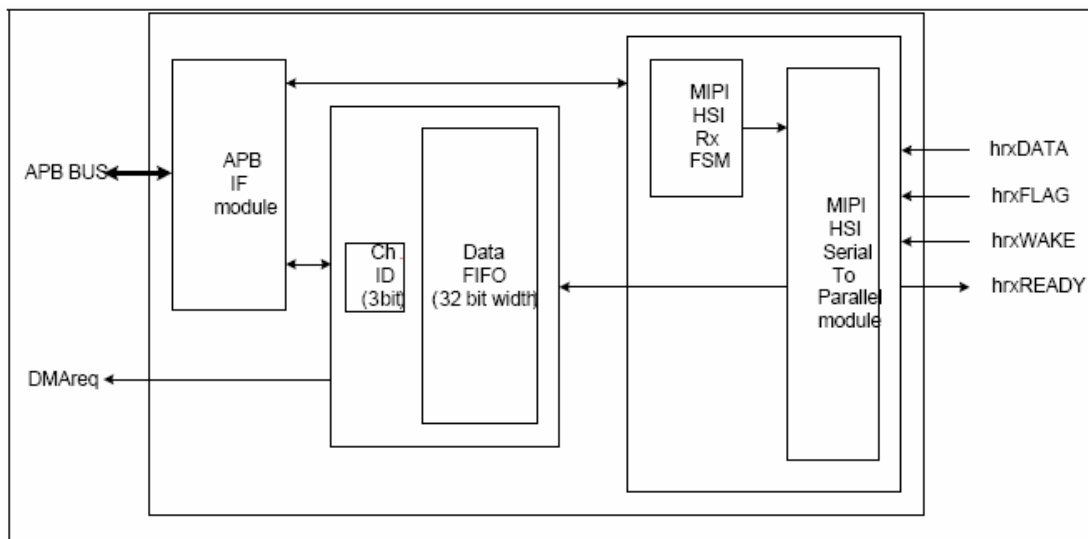 APB BUS
APB
IF
module
DMAreq
Ch
ID
(3bit)
Data
FIFO
(32 bit width)
MIPI
HSI
Rx
FSM
MIPI
HSI
Serial
To
Parallel
module
hrxDATA
hrxFLAG
hrxWAKE
hrxREADY